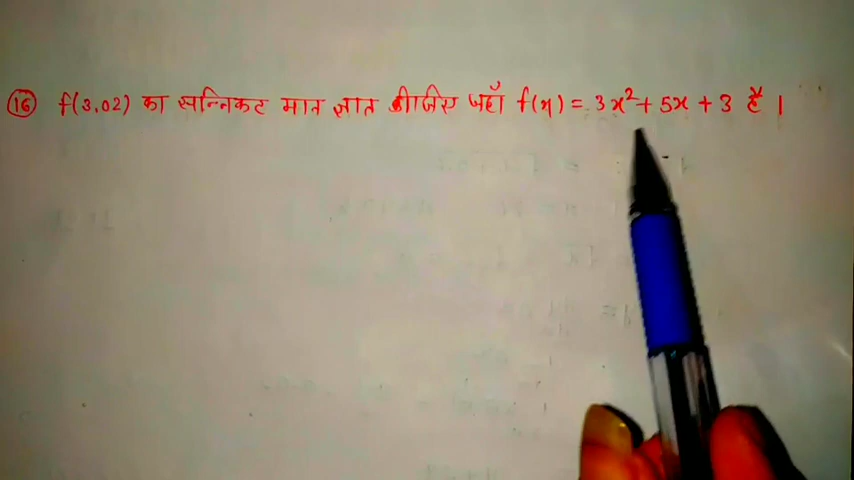 (16) f(3.02) का सन्निकट मान ज्ञात कीजिए जहाँ f(x) = 3x² + 5x + 3 है ।